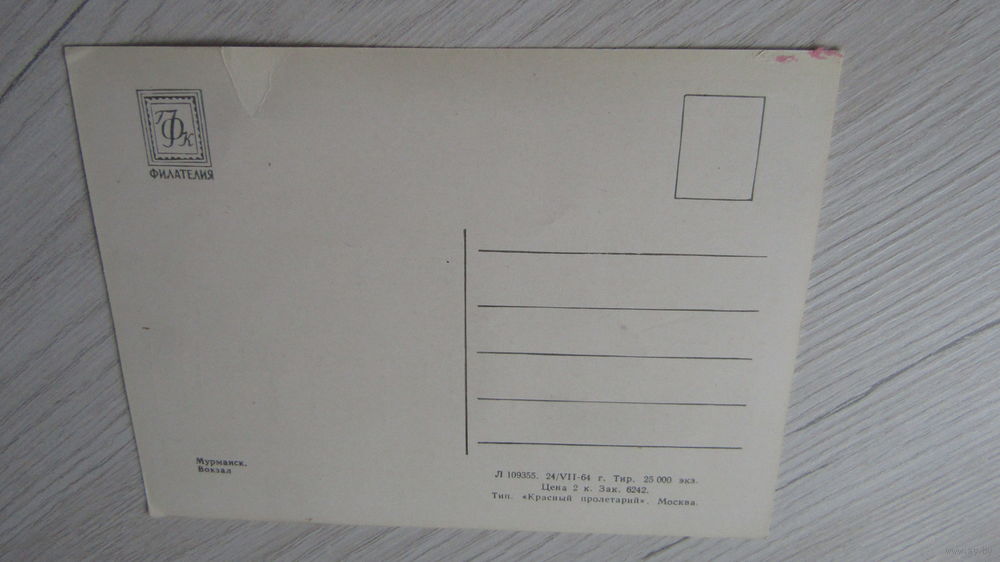 ГФК
ФИЛАТЕЛИЯ
Мурманск.
Вокзал
Л 109355. 24/VII-64 г. Тир. 25 000 экз.
Цена 2 к. Зак. 6242.
Тип. «Красный пролетарий». Москва.